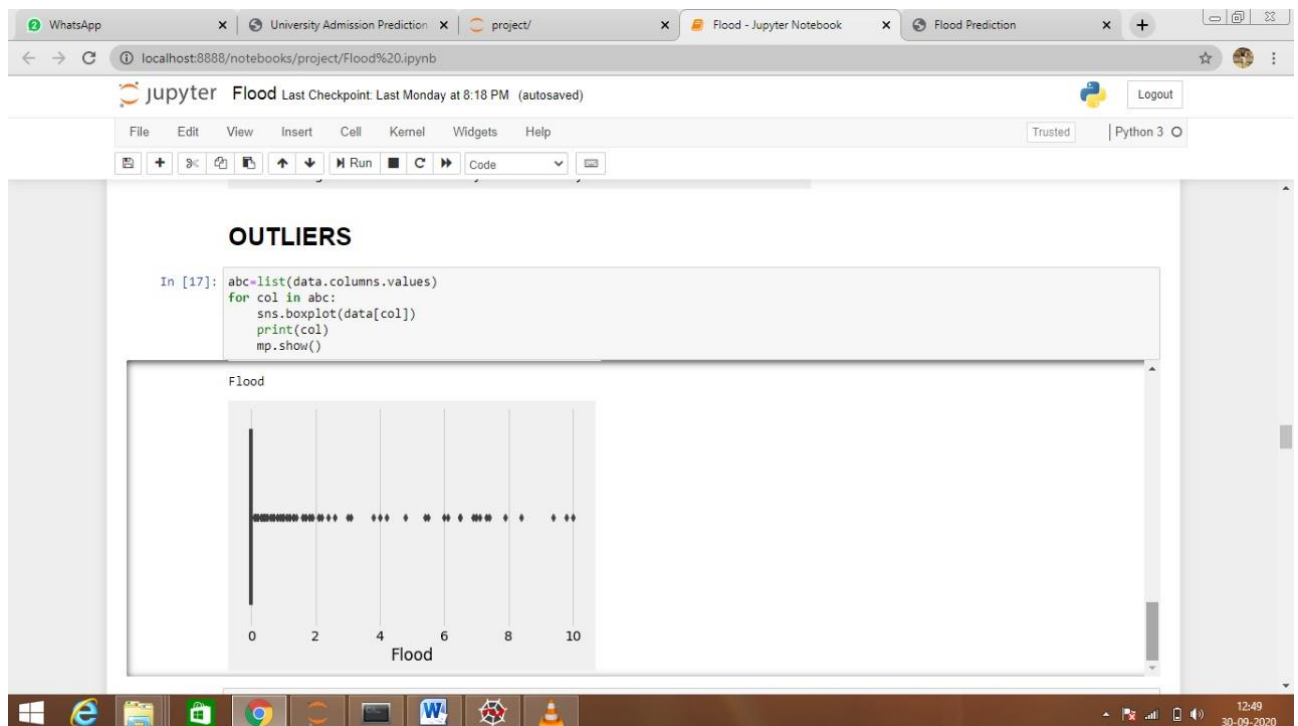 WhatsApp
University Admission Prediction
project/
Flood - Jupyter Notebook
Flood Prediction
localhost:8888/notebooks/project/Flood%20.ipynb
jupyter Flood Last Checkpoint: Last Monday at 8:18 PM (autosaved)
Logout
File Edit View Insert Cell Kernel Widgets Help
Trusted
Python 3
Run
Code
OUTLIERS
In [17]: abc=list(data.columns.values)
for col in abc:
    sns.boxplot(data[col])
    print(col)
    mp.show()
Flood
0 2 4 6 8 10
Flood
12:49
30-09-2020